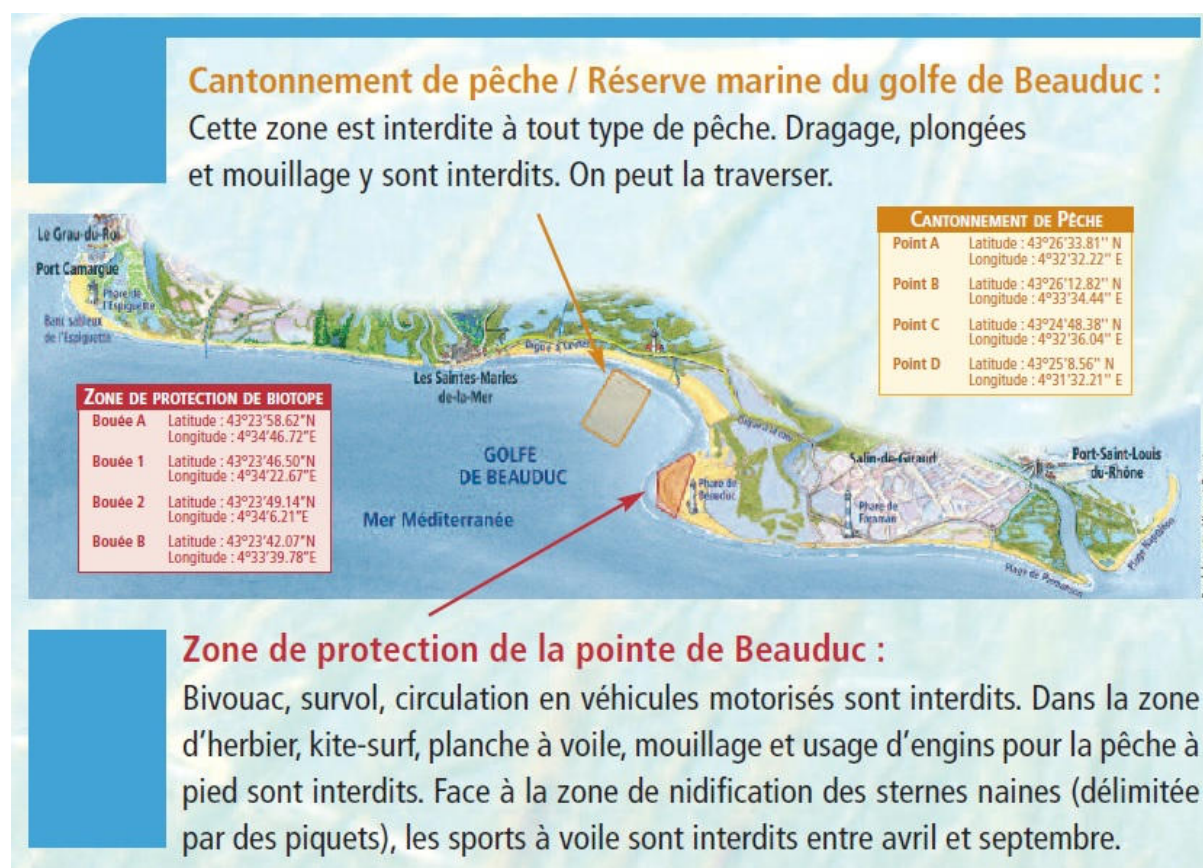 Cantonnement de pêche / Réserve marine du golfe de Beauduc :
Cette zone est interdite à tout type de pêche. Dragage, plongées
et mouillage y sont interdits. On peut la traverser.
CANTONNEMENT DE PÊCHE
Point A Latitude : 43°26'33.81'' N
Longitude : 4°32'32.22'' E
Point B Latitude : 43°26'12.82'' N
Longitude : 4°33'34.44'' E
Point C Latitude : 43°24'48.38'' N
Longitude : 4°32'36.04'' E
Point D Latitude : 43°25'8.56'' N
Longitude : 4°31'32.21'' E
Le Grau-du-Roi
Port Camargue
Phare de
l'Espiguette
Banc sableux
de l'Espiguette
Les Saintes-Maries
de-la-Mer
Digue à la mer
ZONE DE PROTECTION DE BIOTOPE
Bouée A Latitude : 43°23'58.62"N
Longitude : 4°34'46.72"E
Bouée 1 Latitude : 43°23'46.50"N
Longitude : 4°34'22.67"E
Bouée 2 Latitude : 43°23'49.14"N
Longitude : 4°34'6.21"E
Bouée B Latitude : 43°23'42.07"N
Longitude : 4°33'39.78"E
GOLFE
DE BEAUDUC
Mer Méditerranée
Phare de
Beauduc
Salin-de-Giraud
Phare de
Faraman
Port-Saint-Louis
du-Rhône
Plage Napoléon
Plage de Piemanson
Zone de protection de la pointe de Beauduc :
Bivouac, survol, circulation en véhicules motorisés sont interdits. Dans la zone
d'herbier, kite-surf, planche à voile, mouillage et usage d'engins pour la pêche à
pied sont interdits. Face à la zone de nidification des sternes naines (délimitée
par des piquets), les sports à voile sont interdits entre avril et septembre.